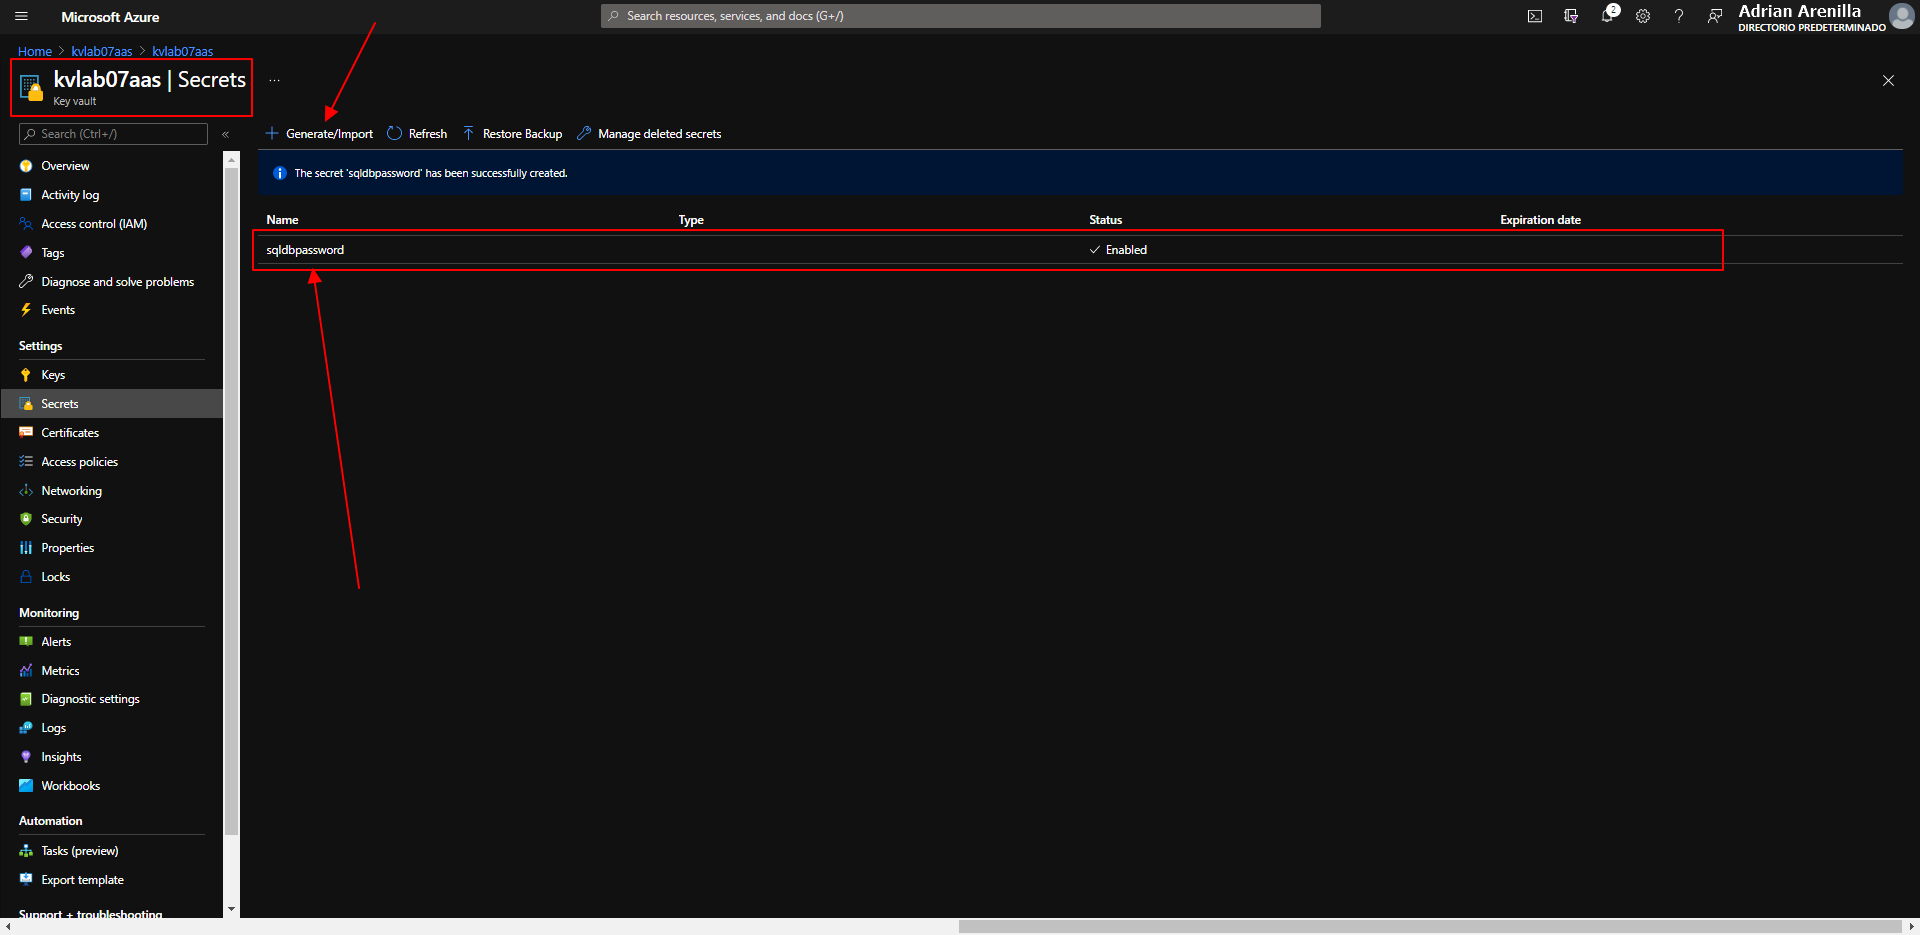 Microsoft Azure
Search resources, services, and docs (G+/)
2
Adrian Arenilla
DIRECTORIO PREDETERMINADO
Home > kvlab07aas > kvlab07aas
kvlab07aas | Secrets
...
Key vault
Search (Ctrl+/)
«
Generate/Import
Refresh
Restore Backup
Manage deleted secrets
The secret 'sqldbpassword' has been successfully created.
Name Type Status Expiration date
sqldbpassword Enabled
Overview
Activity log
Access control (IAM)
Tags
Diagnose and solve problems
Events
Settings
Keys
Secrets
Certificates
Access policies
Networking
Security
Properties
Locks
Monitoring
Alerts
Metrics
Diagnostic settings
Logs
Insights
Workbooks
Automation
Tasks (preview)
Export template
Support + troubleshooting